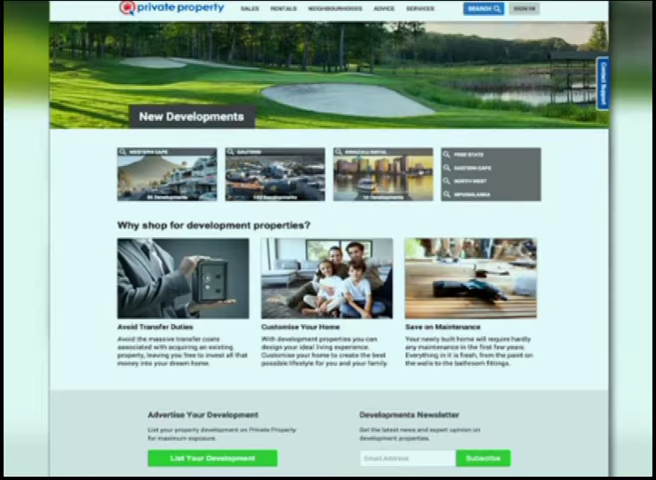 private property SALES RENTALS NEIGHBOURHOODS ADVICE SERVICES BRANCH SIGN IN
Contact Support
New Developments
WESTERN CAPE GAUTENG KWAZULU NATAL FREE STATE
EASTERN CAPE
NORTH WEST
MPUMALANGA
Developments Developments Developments
Why shop for development properties?
Avoid Transfer Duties
Avoid the massive transfer costs
associated with acquiring an existing
property, leaving you free to invest all that
money into your dream home.
Customise Your Home
With development properties you can
design your ideal living experience.
Customise your home to create the best
possible lifestyle for you and your family.
Save on Maintenance
Your newly built home will require hardly
any maintenance in the first few years.
Everything in it is fresh, from the paint on
the walls to the bathroom fittings.
Advertise Your Development
List your property development on Private Property
for maximum exposure.
List Your Development
Developments Newsletter
Get the latest news and expert opinion on
development properties.
Email Address Subscribe